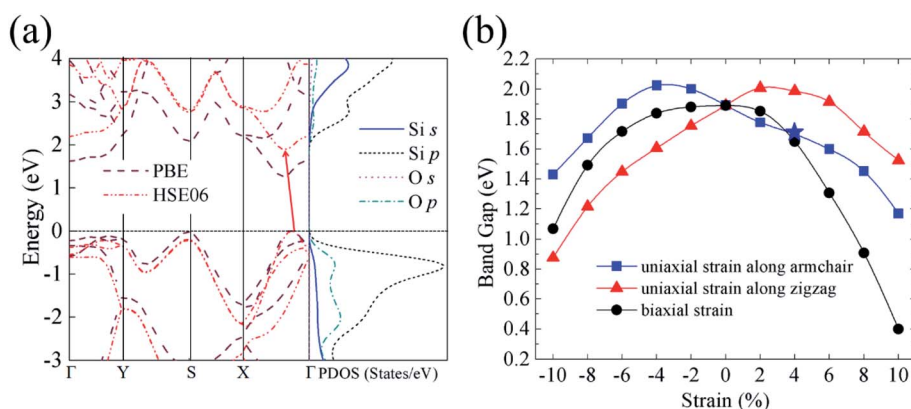 (a)
4
3
2
1
0
-1
-2
-3
Energy (eV)
PBE
HSE06
Si s
Si p
O s
O p
Γ
Y
S
X
Γ
PDOS (States/eV)
(b)
2.2
2.0
1.8
1.6
1.4
1.2
1.0
0.8
0.6
0.4
0.2
Band Gap (eV)
uniaxial strain along armchair
uniaxial strain along zigzag
biaxial strain
-10 -8 -6 -4 -2 0 2 4 6 8 10
Strain (%)